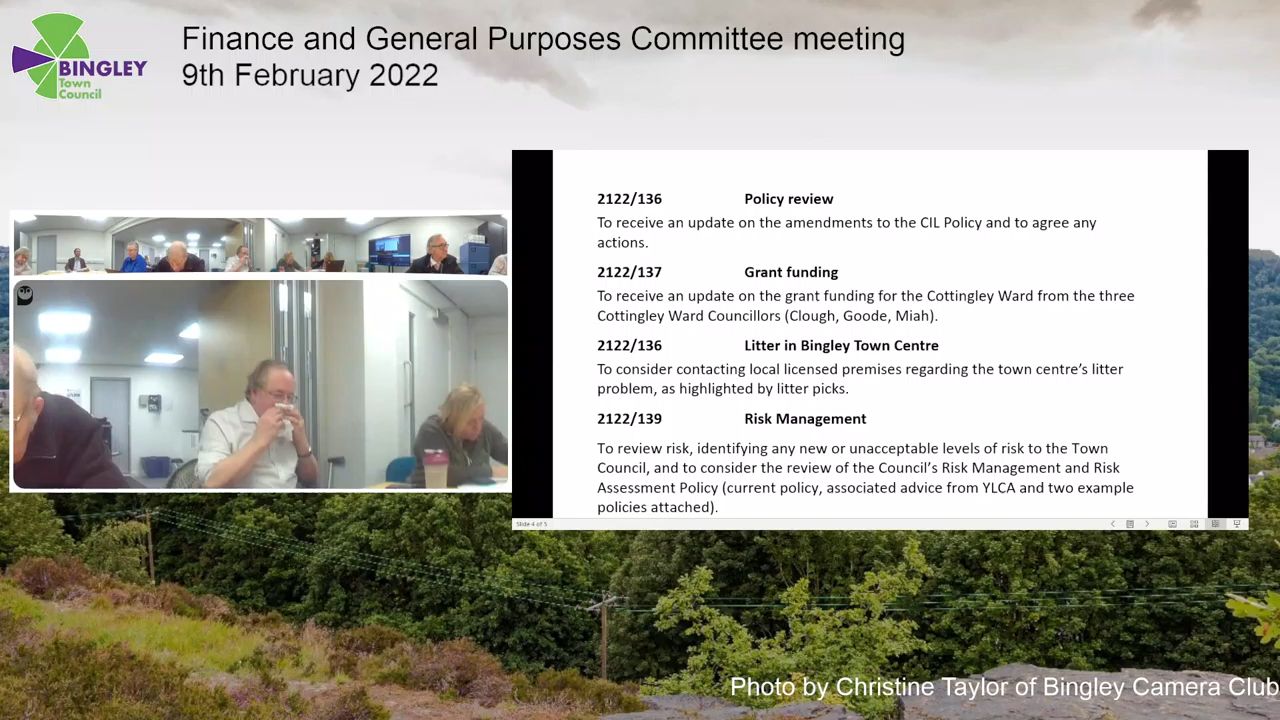 BINGLEY
Town
Council
Finance and General Purposes Committee meeting
9th February 2022
2122/136 Policy review
To receive an update on the amendments to the CIL Policy and to agree any
actions.
2122/137 Grant funding
To receive an update on the grant funding for the Cottingley Ward from the three
Cottingley Ward Councillors (Clough, Goode, Miah).
2122/136 Litter in Bingley Town Centre
To consider contacting local licensed premises regarding the town centre’s litter
problem, as highlighted by litter picks.
2122/139 Risk Management
To review risk, identifying any new or unacceptable levels of risk to the Town
Council, and to consider the review of the Council’s Risk Management and Risk
Assessment Policy (current policy, associated advice from YLCA and two example
policies attached).
Slide 4 of 5
Photo by Christine Taylor of Bingley Camera Club